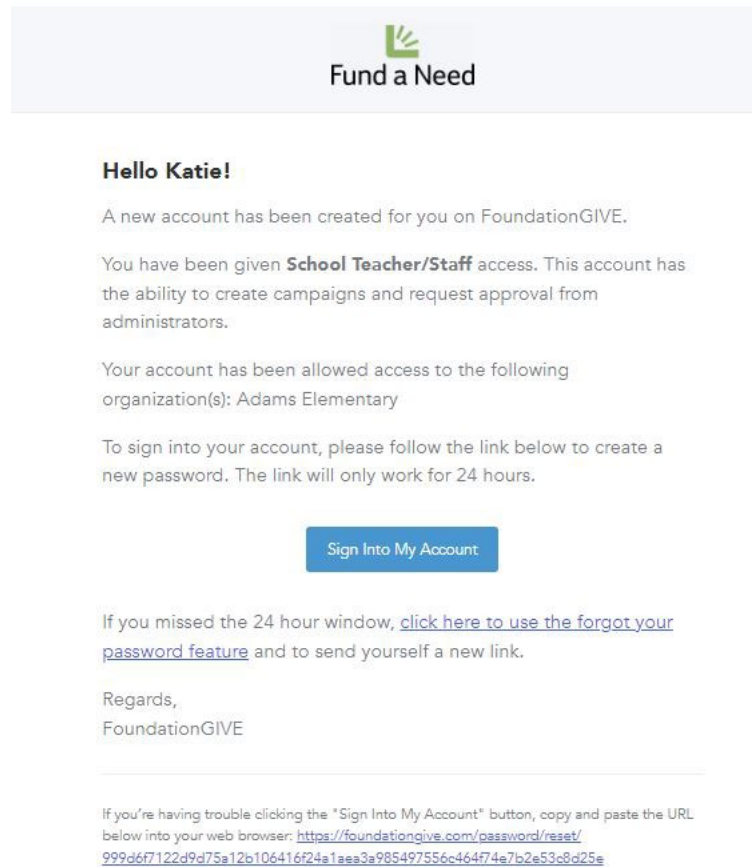 Fund a Need
Hello Katie!
A new account has been created for you on FoundationGIVE.
You have been given School Teacher/Staff access. This account has
the ability to create campaigns and request approval from
administrators.
Your account has been allowed access to the following
organization(s): Adams Elementary
To sign into your account, please follow the link below to create a
new password. The link will only work for 24 hours.
Sign Into My Account
If you missed the 24 hour window, click here to use the forgot your
password feature and to send yourself a new link.
Regards,
FoundationGIVE
If you're having trouble clicking the "Sign Into My Account" button, copy and paste the URL
below into your web browser: https://foundationgive.com/password/reset/
999d6f7122d9d75a12b106416f24a1aea3a985497556c464f74e7b2e53c8d25e